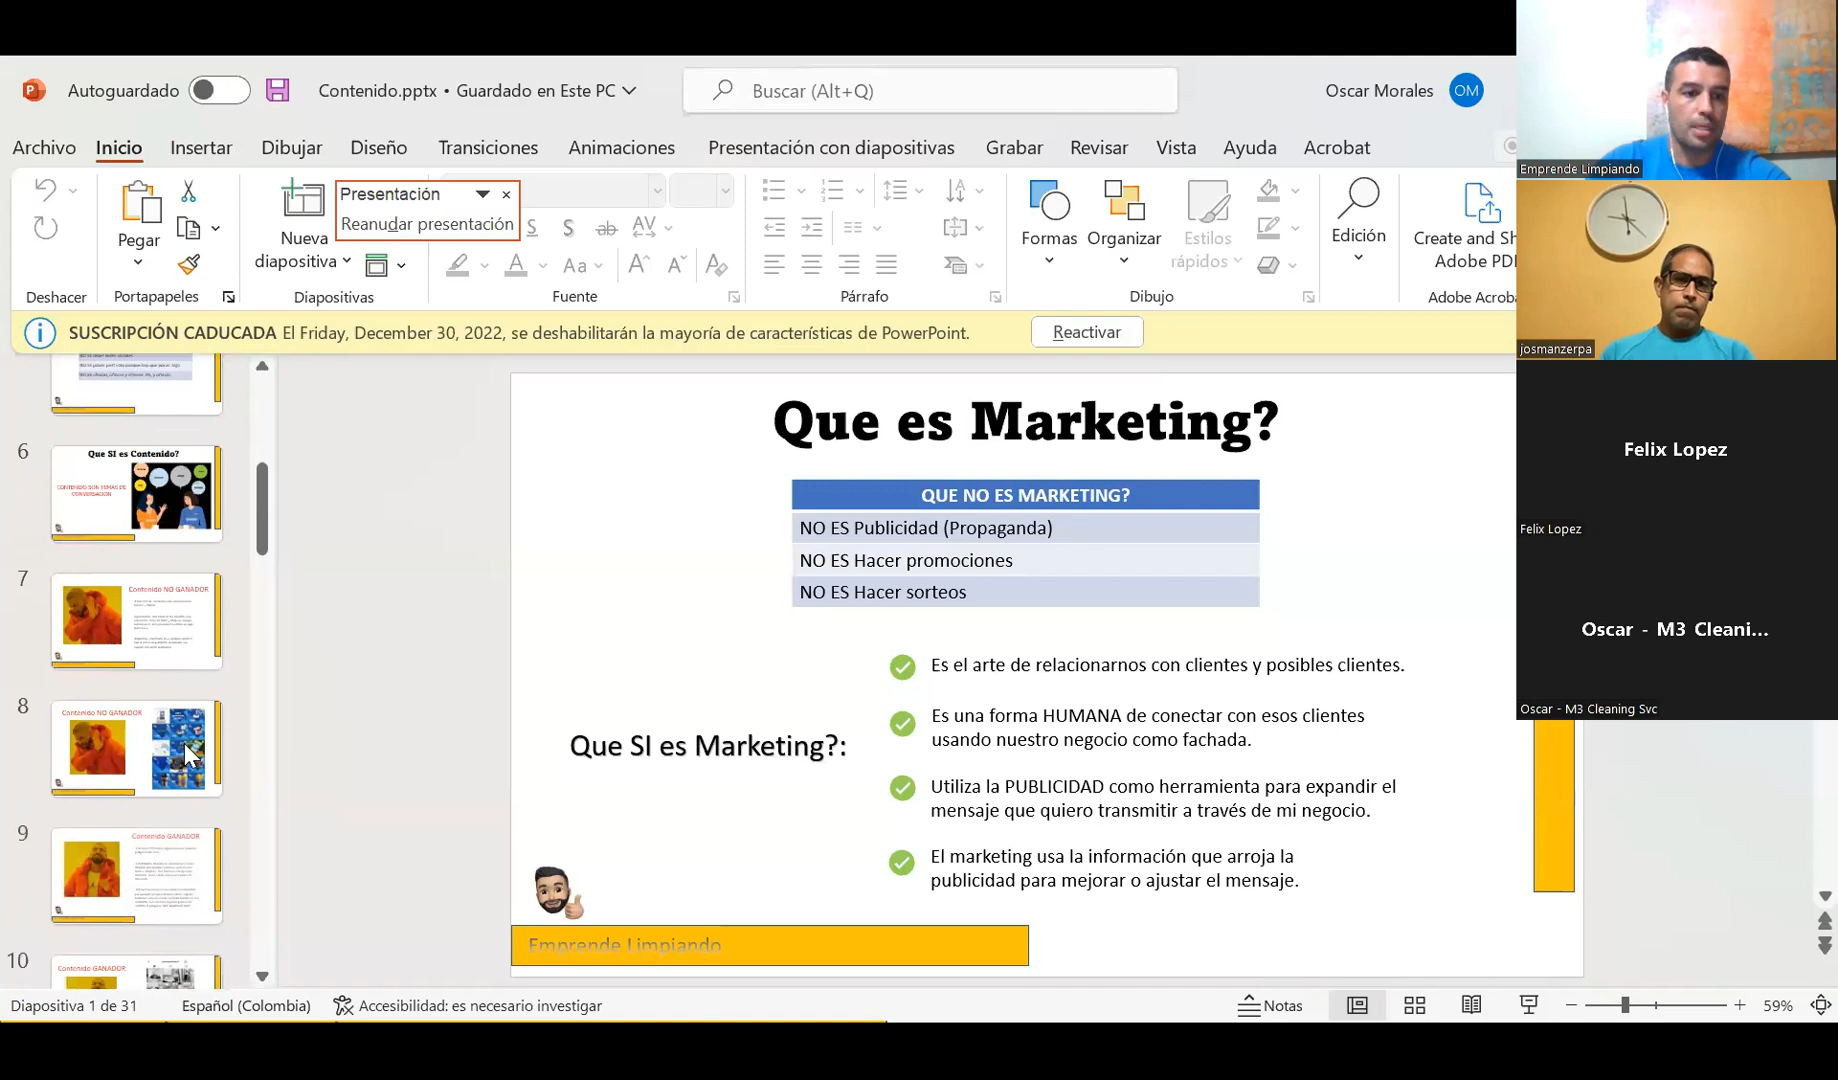 Autoguardado
Contenido.pptx • Guardado en Este PC
Buscar (Alt+Q)
Oscar Morales
OM
Archivo
Inicio
Insertar
Dibujar
Diseño
Transiciones
Animaciones
Presentación con diapositivas
Grabar
Revisar
Vista
Ayuda
Acrobat
Pegar
Nueva
diapositiva
Presentación
Reanudar presentación
Formas
Organizar
Estilos
rápidos
Edición
Create and Sh
Adobe PD
Deshacer
Portapapeles
Diapositivas
Fuente
Párrafo
Dibujo
Adobe Acroba
SUSCRIPCIÓN CADUCADA El Friday, December 30, 2022, se deshabilitarán la mayoría de características de PowerPoint.
Reactivar
6
Que SI es Contenido?
CONTENIDO SON TEMAS DE
CONVERSACIÓN
7
Contenido NO GANADOR
8
Contenido NO GANADOR
9
Contenido GANADOR
10
Contenido GANADOR
Que es Marketing?
QUE NO ES MARKETING?
NO ES Publicidad (Propaganda)
NO ES Hacer promociones
NO ES Hacer sorteos
Que SI es Marketing?:
Es el arte de relacionarnos con clientes y posibles clientes.
Es una forma HUMANA de conectar con esos clientes
usando nuestro negocio como fachada.
Utiliza la PUBLICIDAD como herramienta para expandir el
mensaje que quiero transmitir a través de mi negocio.
El marketing usa la información que arroja la
publicidad para mejorar o ajustar el mensaje.
Emprende Limpiando
Emprende Limpiando
josmanzerpa
Felix Lopez
Felix Lopez
Oscar - M3 Cleani...
Oscar - M3 Cleaning Svc
Diapositiva 1 de 31
Español (Colombia)
Accesibilidad: es necesario investigar
Notas
59%